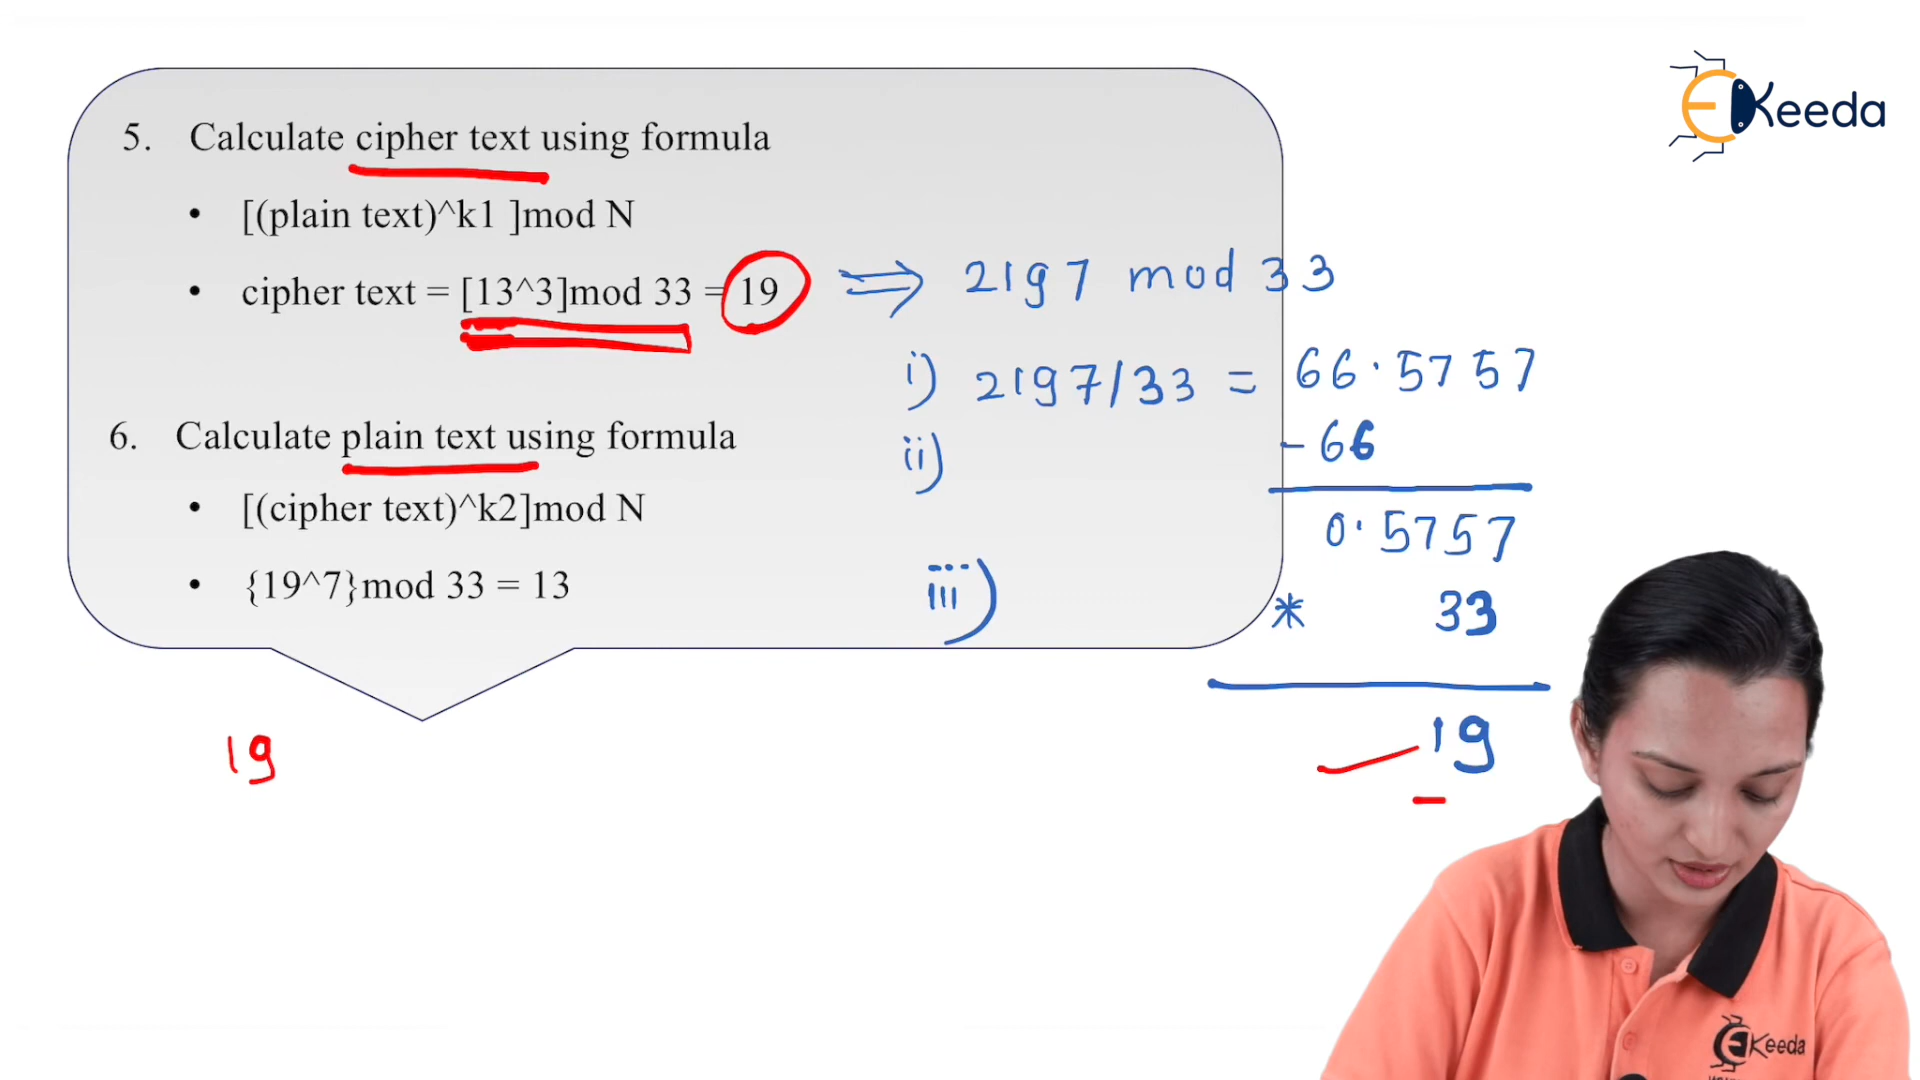 EKeeda
5. Calculate cipher text using formula
• [(plain text)^k1 ]mod N
• cipher text = [13^3]mod 33 = 19 ⇒ 2197 mod 33
i) 2197/33 = 66.5757
ii) - 66
0.5757
iii) * 33
19
6. Calculate plain text using formula
• [(cipher text)^k2]mod N
• {19^7}mod 33 = 13
19
EKeeda